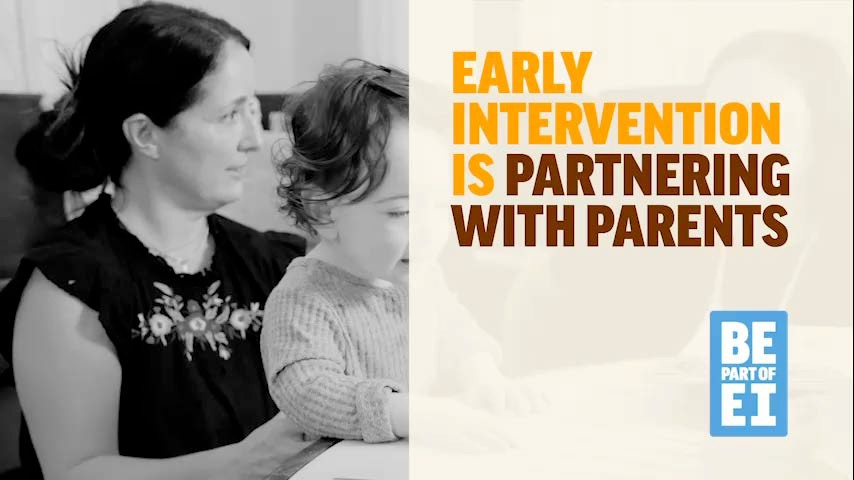 EARLY
INTERVENTION
IS PARTNERING
WITH PARENTS
BE
PART OF
EI